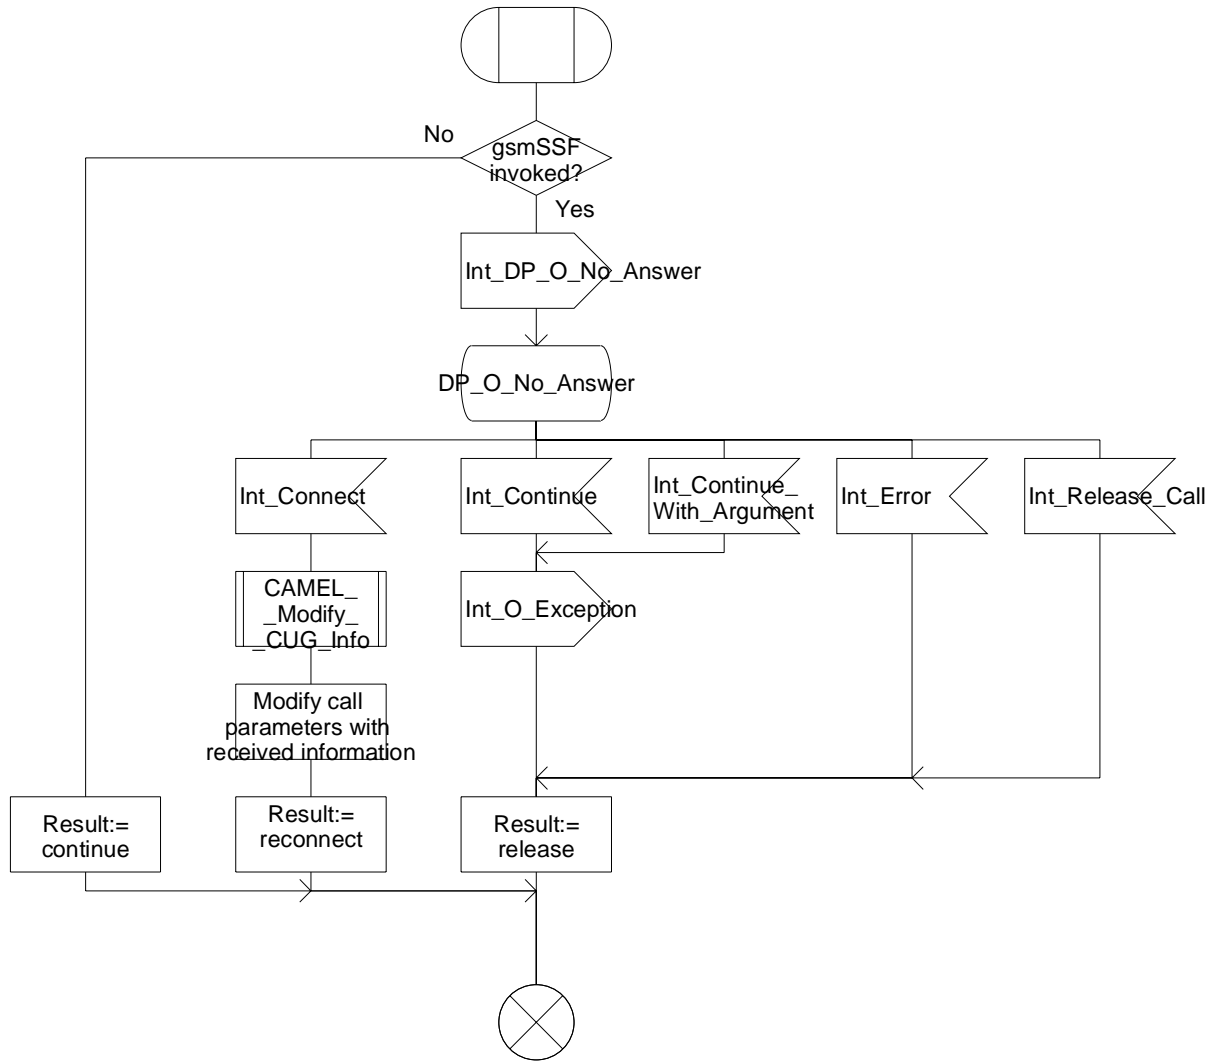 No
gsmSSF
invoked?
Yes
Int_DP_O_No_Answer
DP_O_No_Answer
Int_Connect
Int_Continue
Int_Continue_
With_Argument
Int_Error
Int_Release_Call
CAMEL_
_Modify_
_CUG_Info
Int_O_Exception
Modify call
parameters with
received information
Result:=
continue
Result:=
reconnect
Result:=
release